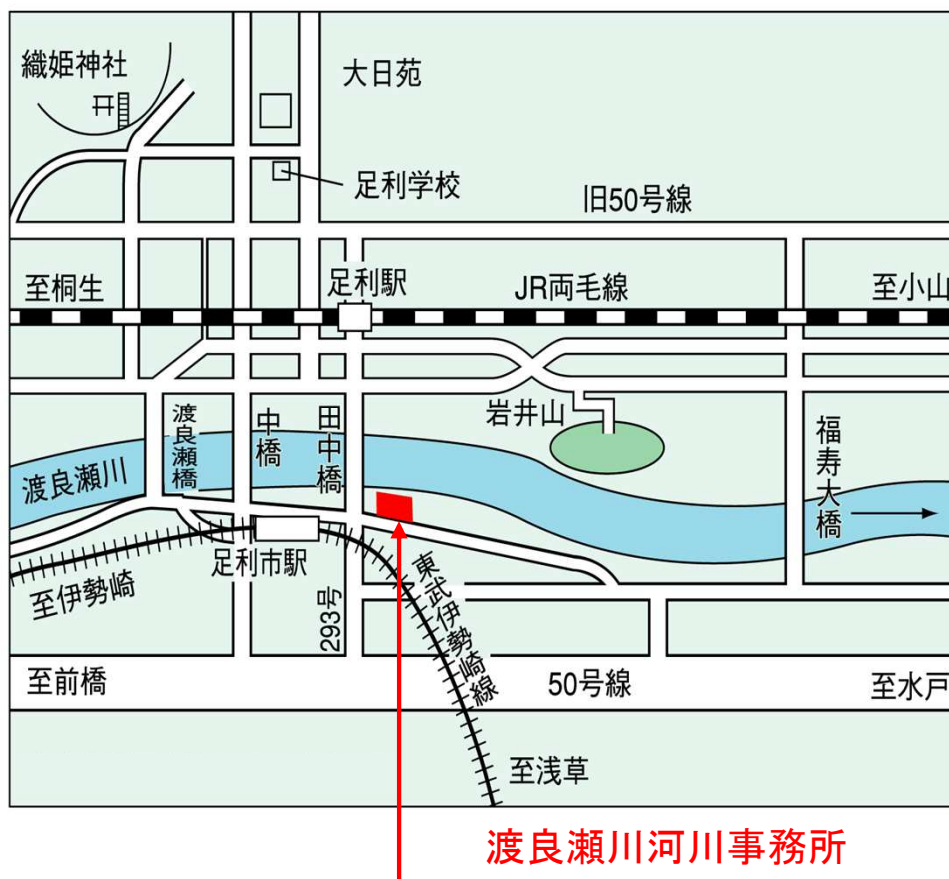 織姫神社
大日苑
足利学校
旧50号線
至桐生
足利駅
JR両毛線
至小山
渡良瀬橋
中橋
田中橋
岩井山
福寿大橋
渡良瀬川
足利市駅
至伊勢崎
293号
東武伊勢崎線
至前橋
50号線
至水戸
至浅草
渡良瀬川河川事務所